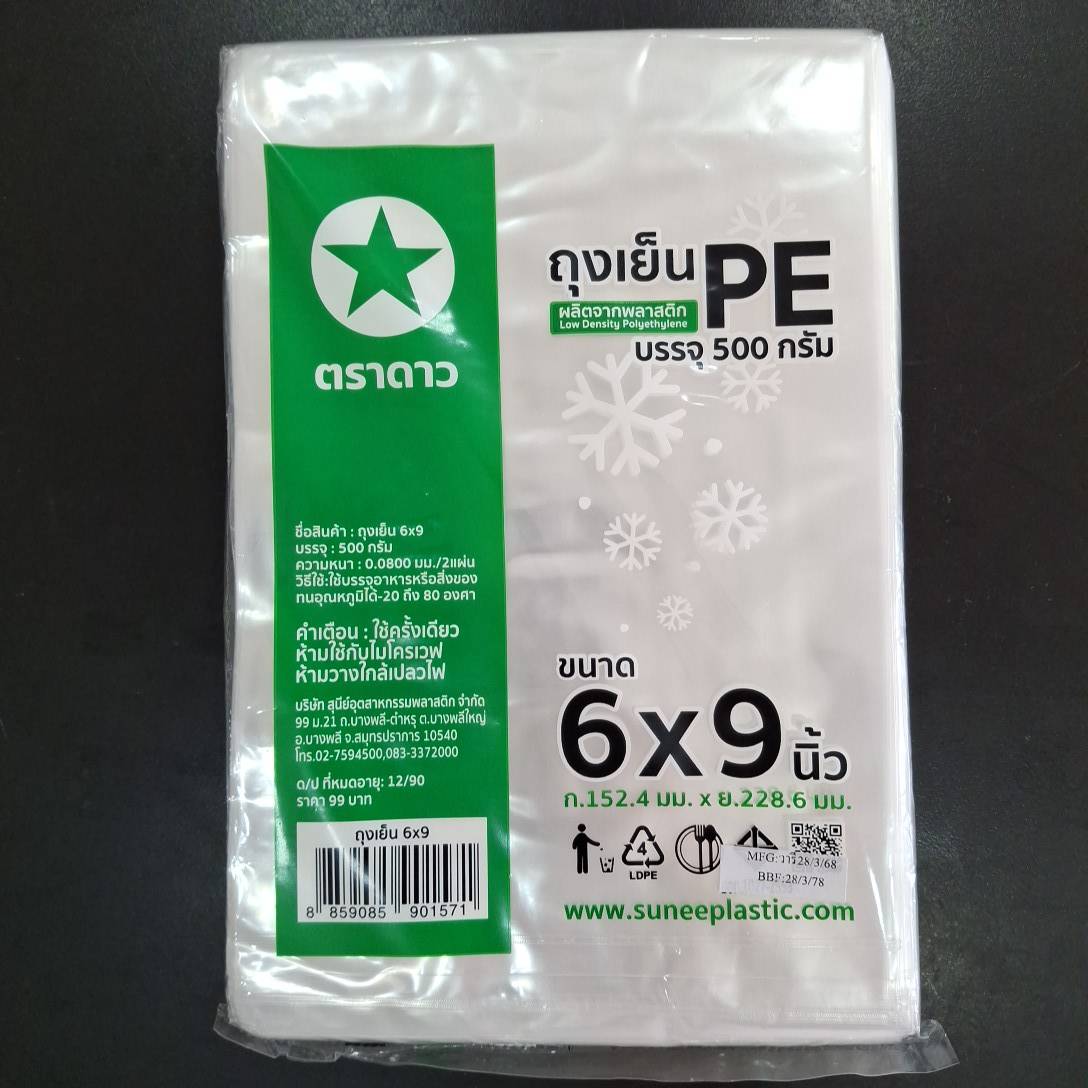 ตราดาว
ถุงเย็น PE
ผลิตจากพลาสติก
Low Density Polyethylene
บรรจุ 500 กรัม
ชื่อสินค้า : ถุงเย็น 6x9
บรรจุ : 500 กรัม
ความหนา : 0.0800 มม./2แผ่น
วิธีใช้:ใช้บรรจุอาหารหรือสิ่งของ
ทนอุณหภูมิได้-20 ถึง 80 องศา
คำเตือน : ใช้ครั้งเดียว
ห้ามใช้กับไมโครเวฟ
ห้ามวางใกล้เปลวไฟ
บริษัท สุนีย์อุตสาหกรรมพลาสติก จำกัด
99 ม.21 ถ.บางพลี-ตำหรุ ต.บางพลีใหญ่
อ.บางพลี จ.สมุทรปราการ 10540
โทร.02-7594500,083-3372000
ด/ป ที่หมดอายุ: 12/90
ราคา 99 บาท
ถุงเย็น 6x9
8 859085 901571
ขนาด
6x9 นิ้ว
ก.152.4 มม. x ย.228.6 มม.
4
LDPE
MFG:วารี28/3/68
BBF:28/3/78
www.suneeplastic.com